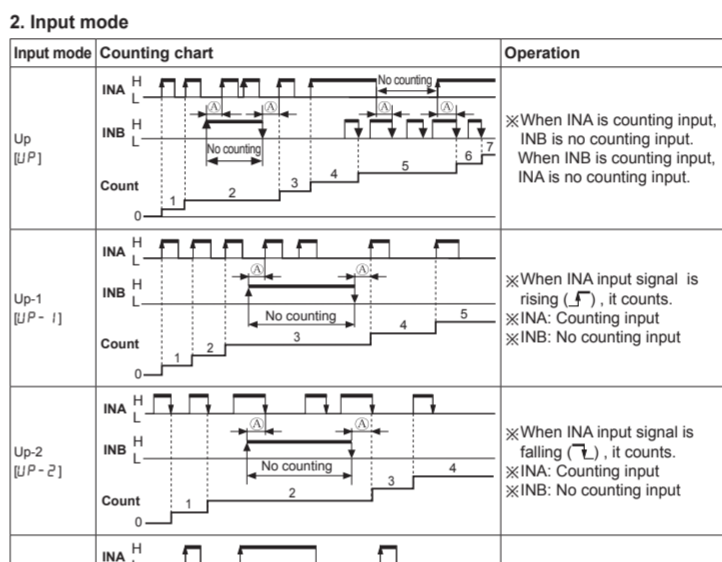 2. Input mode
Input mode Counting chart Operation
Up
[UP]
INA H
L
No counting
Ⓐ Ⓐ Ⓐ Ⓐ
INB H
L
No counting
Count
0
1 2 3 4 5 6 7
※When INA is counting input,
INB is no counting input.
When INB is counting input,
INA is no counting input.
Up-1
[UP-1]
INA H
L
Ⓐ Ⓐ
INB H
L
No counting
Count
0
1 2 3 4 5
※When INA input signal is
rising ( ) , it counts.
※INA: Counting input
※INB: No counting input
Up-2
[UP-2]
INA H
L
Ⓐ Ⓐ
INB H
L
No counting
Count
0
1 2 3 4
※When INA input signal is
falling ( ) , it counts.
※INA: Counting input
※INB: No counting input
INA H